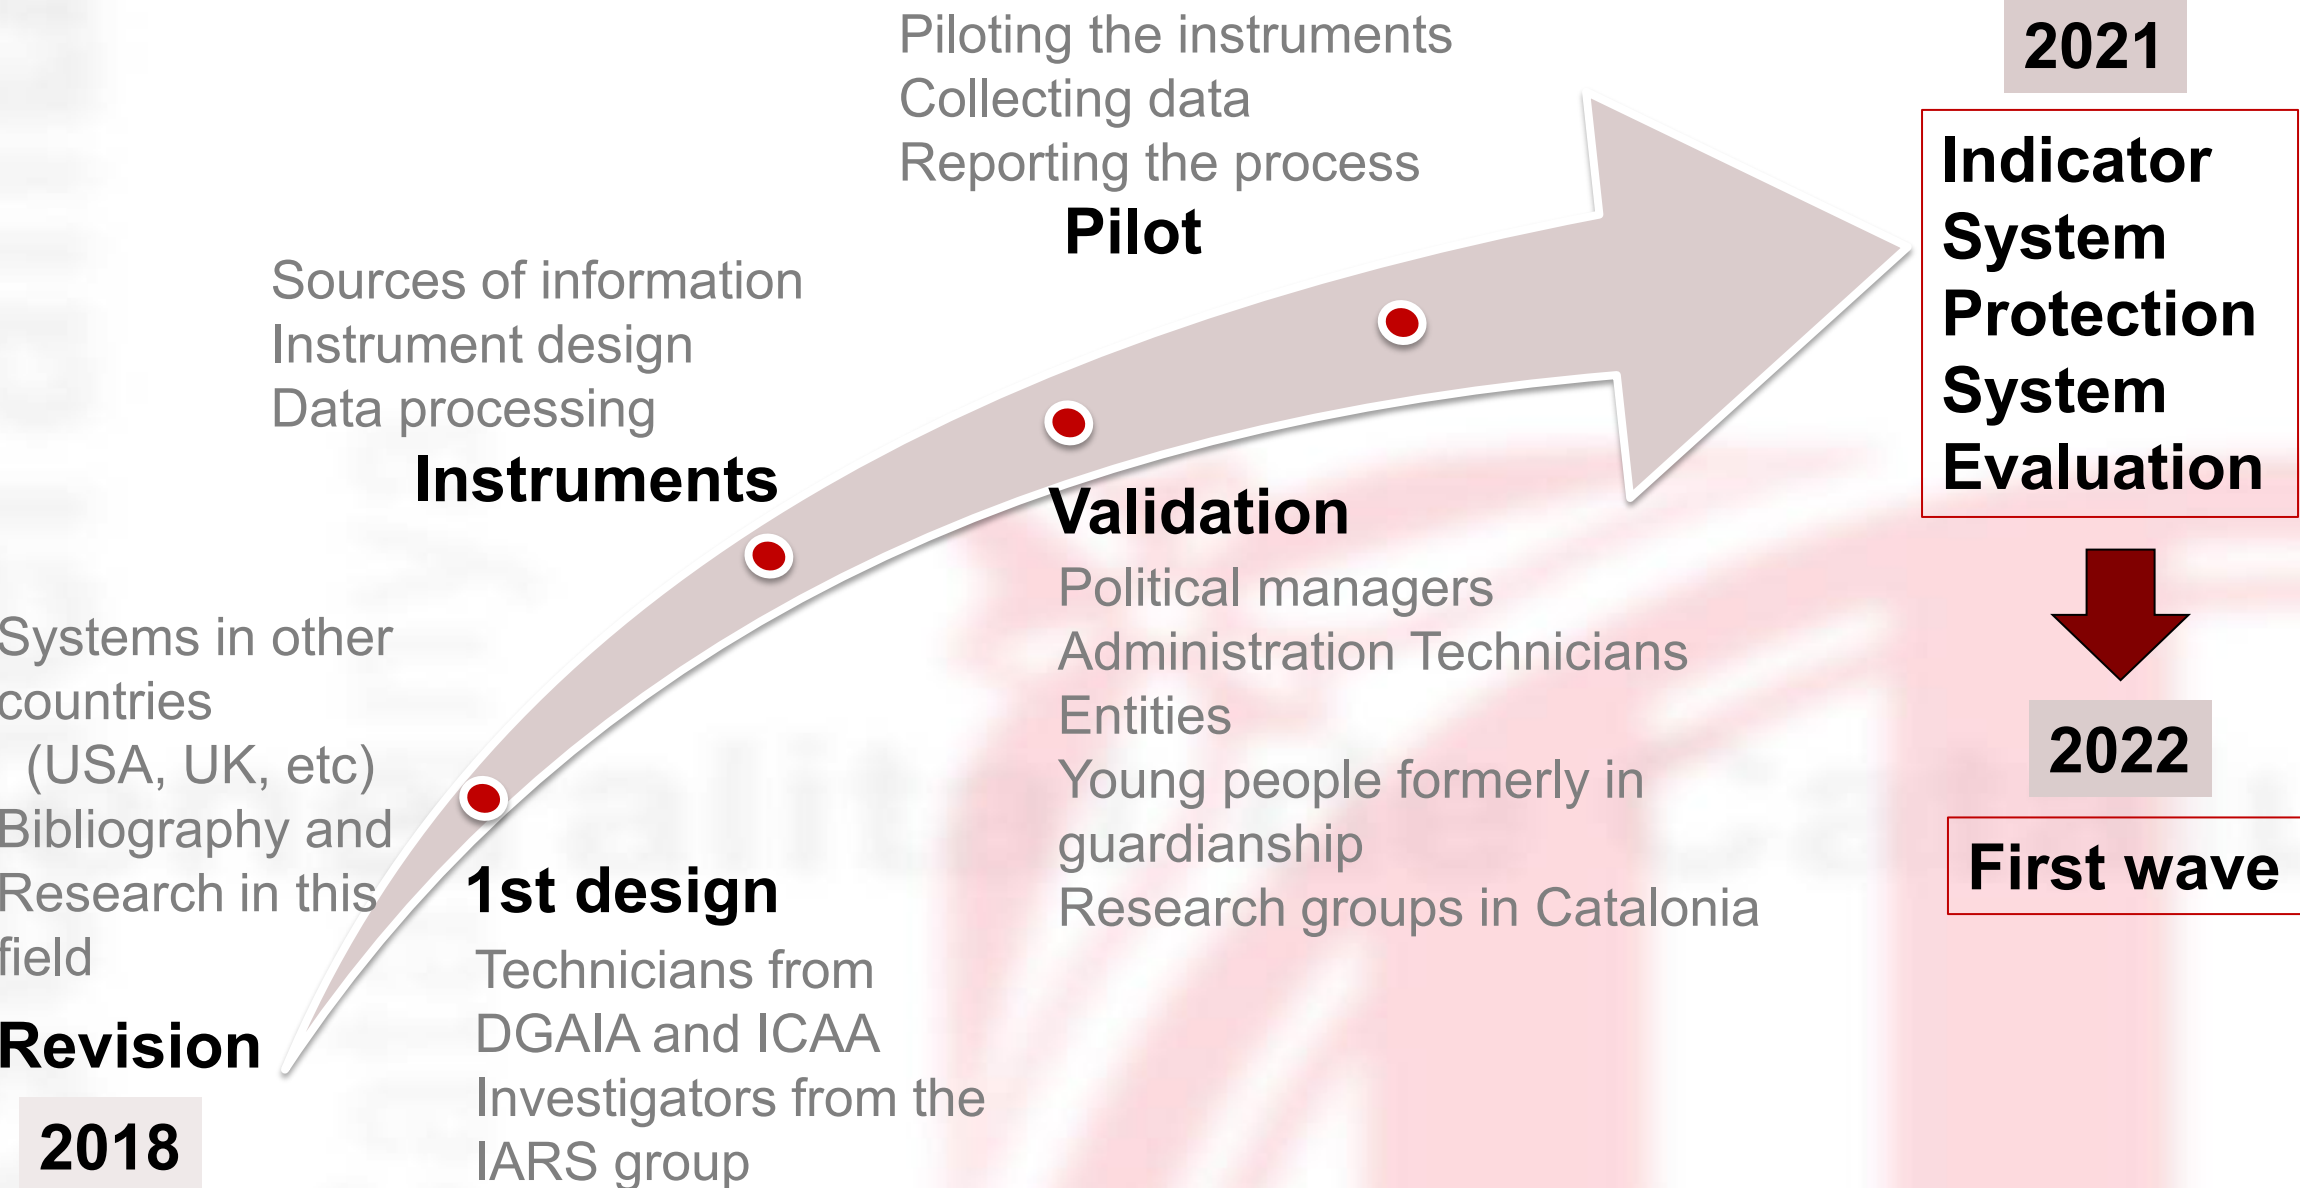 Piloting the instruments
Collecting data
Reporting the process
Pilot
2021
Indicator
System
Protection
System
Evaluation
Sources of information
Instrument design
Data processing
Instruments
Validation
Political managers
Administration Technicians
Entities
Young people formerly in
guardianship
Research groups in Catalonia
Systems in other
countries
(USA, UK, etc)
Bibliography and
Research in this
field
Revision
2018
1st design
Technicians from
DGAIA and ICAA
Investigators from the
IARS group
2022
First wave